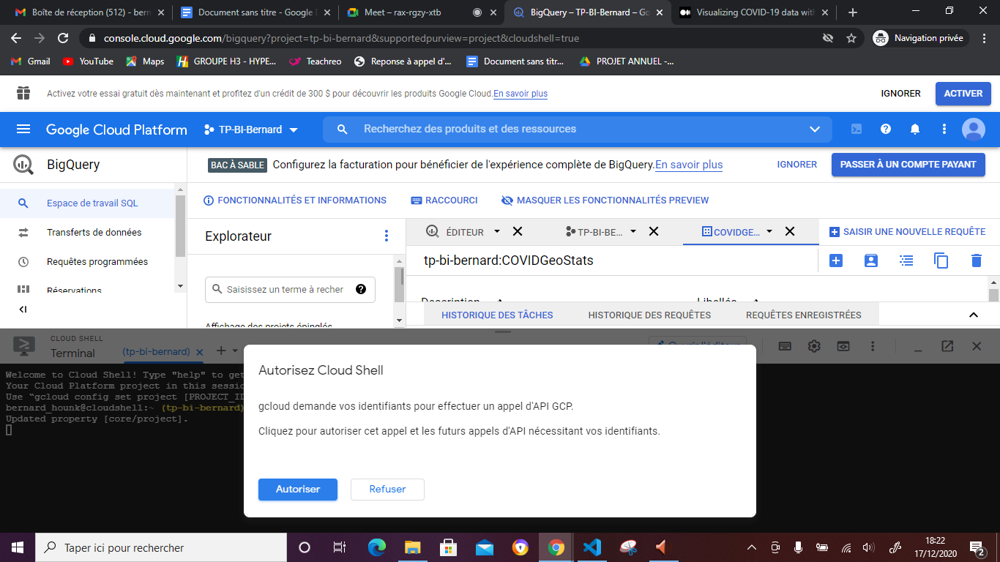 Boîte de réception (512) - bern
Document sans titre - Google
Meet – rax-rgzy-xtb
BigQuery – TP-BI-Bernard – Go
Visualizing COVID-19 data with
console.cloud.google.com/bigquery?project=tp-bi-bernard&supportedpurview=project&cloudshell=true
Navigation privée
Gmail
YouTube
Maps
GROUPE H3 - HYPE...
Teachreo
Reponse à appel d'...
Document sans titr...
PROJET ANNUEL -...
Activez votre essai gratuit dès maintenant et profitez d'un crédit de 300 $ pour découvrir les produits Google Cloud. En savoir plus
IGNORER
ACTIVER
Google Cloud Platform
TP-BI-Bernard
Recherchez des produits et des ressources
BigQuery
BAC À SABLE
Configurez la facturation pour bénéficier de l'expérience complète de BigQuery. En savoir plus
IGNORER
PASSER À UN COMPTE PAYANT
Espace de travail SQL
Transferts de données
Requêtes programmées
Réservations
FONCTIONNALITÉS ET INFORMATIONS
RACCOURCI
MASQUER LES FONCTIONNALITÉS PREVIEW
Explorateur
Saisissez un terme à recher
Affichage des projets épinglés
ÉDITEUR
TP-BI-BE...
COVIDGE...
SAISIR UNE NOUVELLE REQUÊTE
tp-bi-bernard:COVIDGeoStats
Description
Libellés
HISTORIQUE DES TÂCHES
HISTORIQUE DES REQUÊTES
REQUÊTES ENREGISTRÉES
CLOUD SHELL
Terminal
(tp-bi-bernard)
Ouvrir l'éditeur
Welcome to Cloud Shell! Type "help" to get
Your Cloud Platform project in this sessio
Use “gcloud config set project [PROJECT_ID
bernard_hounk@cloudshell:~ (tp-bi-bernard)
Updated property [core/project].
Autorisez Cloud Shell
gcloud demande vos identifiants pour effectuer un appel d'API GCP.
Cliquez pour autoriser cet appel et les futurs appels d'API nécessitant vos identifiants.
Autoriser
Refuser
Taper ici pour rechercher
18:22
17/12/2020
2